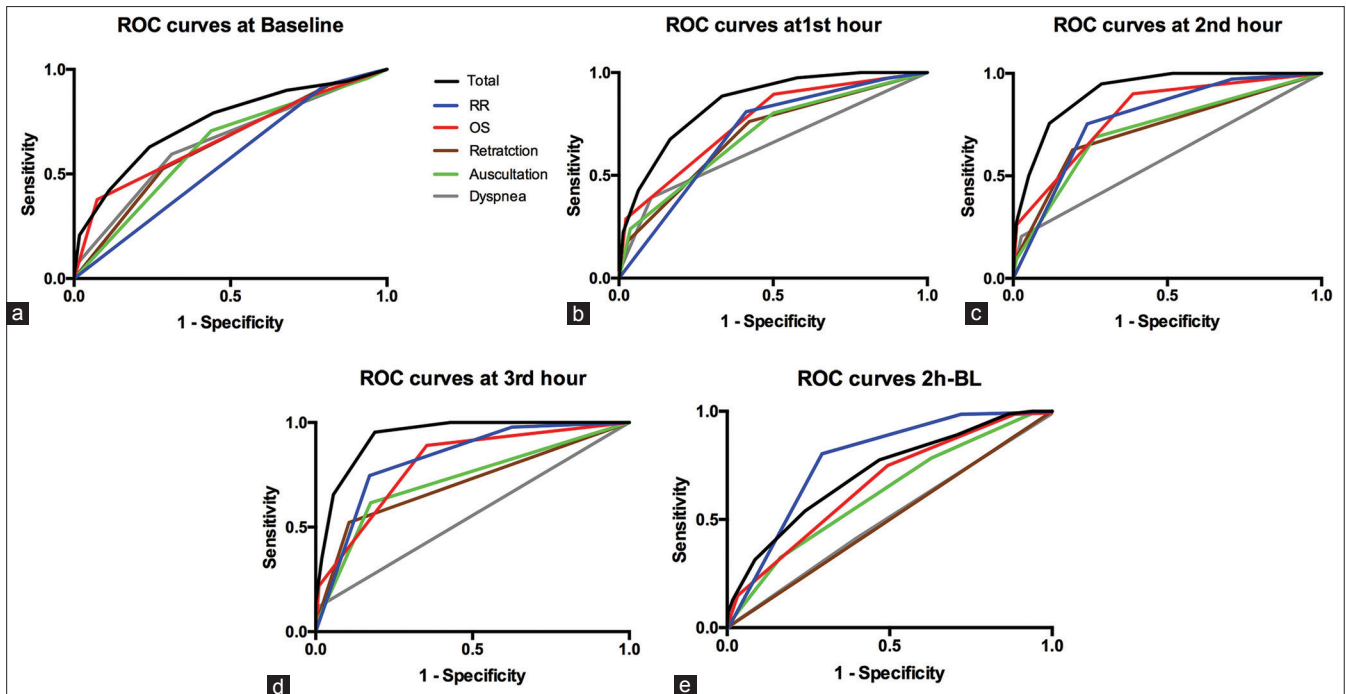 ROC curves at Baseline
1.0
Sensitivity
0.5
0.0
0.0 0.5 1.0
1 - Specificity
a
Total
RR
OS
Retratction
Auscultation
Dyspnea
ROC curves at1st hour
1.0
Sensitivity
0.5
0.0
0.0 0.5 1.0
1 - Specificity
b
ROC curves at 2nd hour
1.0
Sensitivity
0.5
0.0
0.0 0.5 1.0
1 - Specificity
c
ROC curves at 3rd hour
1.0
Sensitivity
0.5
0.0
0.0 0.5 1.0
1 - Specificity
d
ROC curves 2h-BL
1.0
Sensitivity
0.5
0.0
0.0 0.5 1.0
1 - Specificity
e